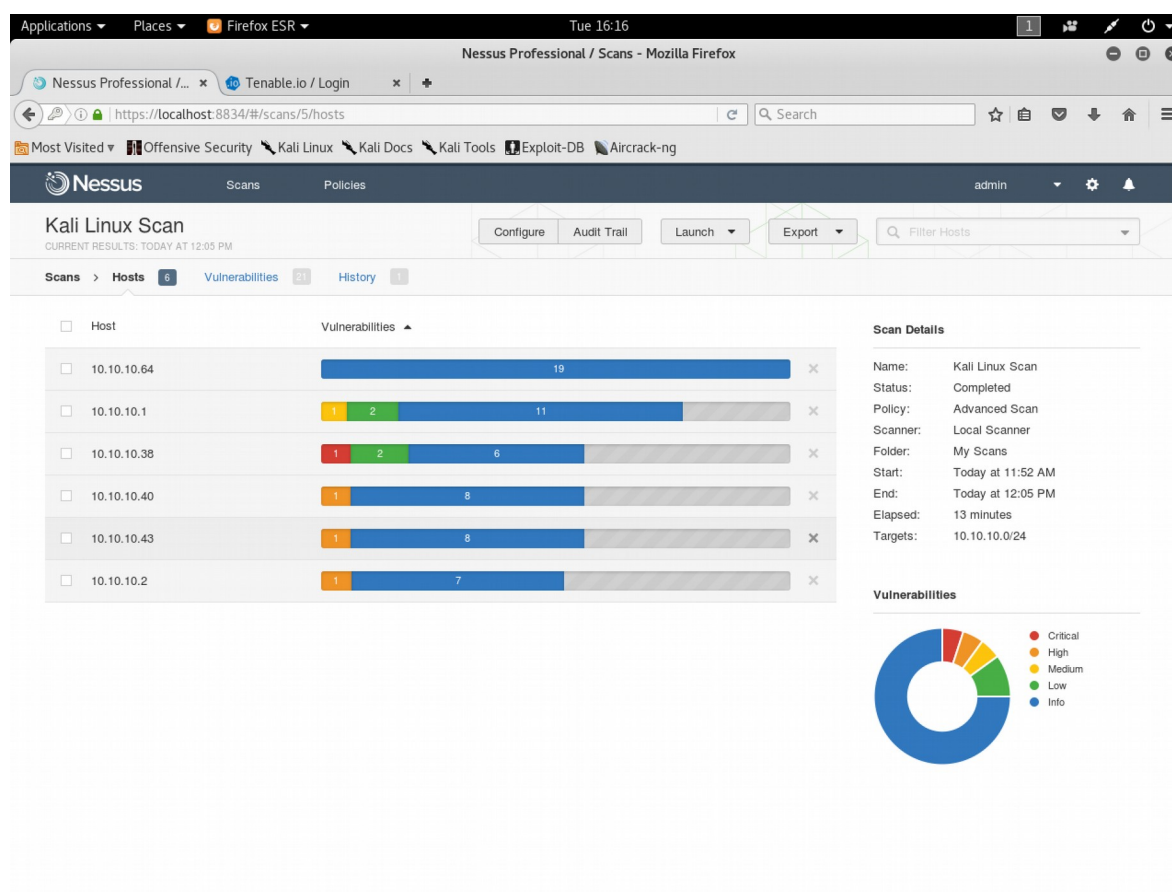 Applications Places Firefox ESR Tue 16:16 1
Nessus Professional / Scans - Mozilla Firefox
Nessus Professional /... Tenable.io / Login
https://localhost:8834/#/scans/5/hosts Search
Most Visited Offensive Security Kali Linux Kali Docs Kali Tools Exploit-DB Aircrack-ng
Nessus Scans Policies admin
Kali Linux Scan
CURRENT RESULTS: TODAY AT 12:05 PM
Configure Audit Trail Launch Export Filter Hosts
Scans > Hosts 6 Vulnerabilities 21 History 1
Host Vulnerabilities
10.10.10.64 19
10.10.10.1 1 2 11
10.10.10.38 1 2 6
10.10.10.40 1 8
10.10.10.43 1 8
10.10.10.2 1 7
Scan Details
Name: Kali Linux Scan
Status: Completed
Policy: Advanced Scan
Scanner: Local Scanner
Folder: My Scans
Start: Today at 11:52 AM
End: Today at 12:05 PM
Elapsed: 13 minutes
Targets: 10.10.10.0/24
Vulnerabilities
Critical
High
Medium
Low
Info